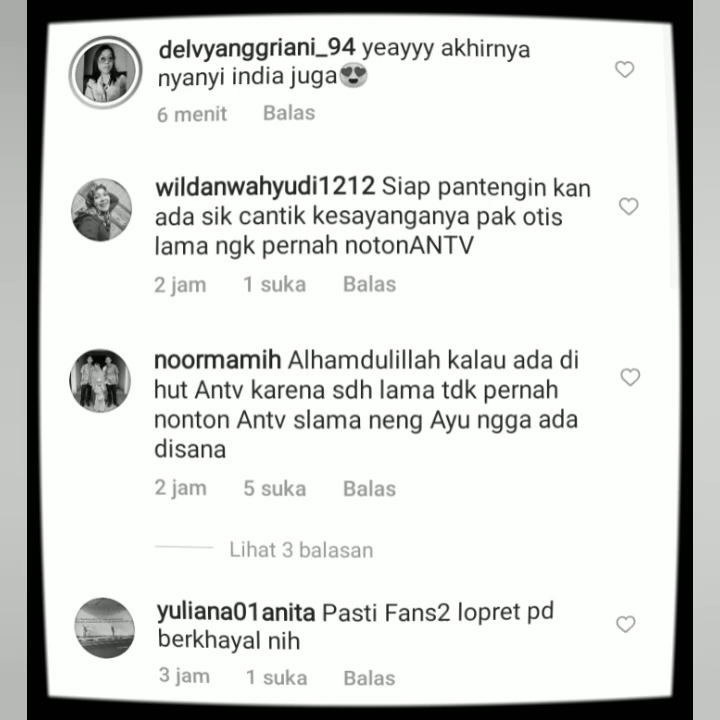 delvyanggriani_94 yeayyy akhirnya
nyanyi india juga😍
6 menit Balas
wildanwahyudi1212 Siap pantengin kan
ada sik cantik kesayanganya pak otis
lama ngk pernah notonANTV
2 jam 1 suka Balas
noormamih Alhamdulillah kalau ada di
hut Antv karena sdh lama tdk pernah
nonton Antv slama neng Ayu ngga ada
disana
2 jam 5 suka Balas
Lihat 3 balasan
yuliana01anita Pasti Fans2 lopret pd
berkhayal nih
3 jam 1 suka Balas